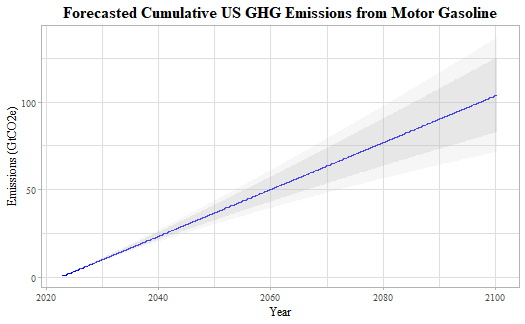 Forecasted Cumulative US GHG Emissions from Motor Gasoline
Emissions (GtCO2e)
100
50
0
2020 2040 2060 2080 2100
Year